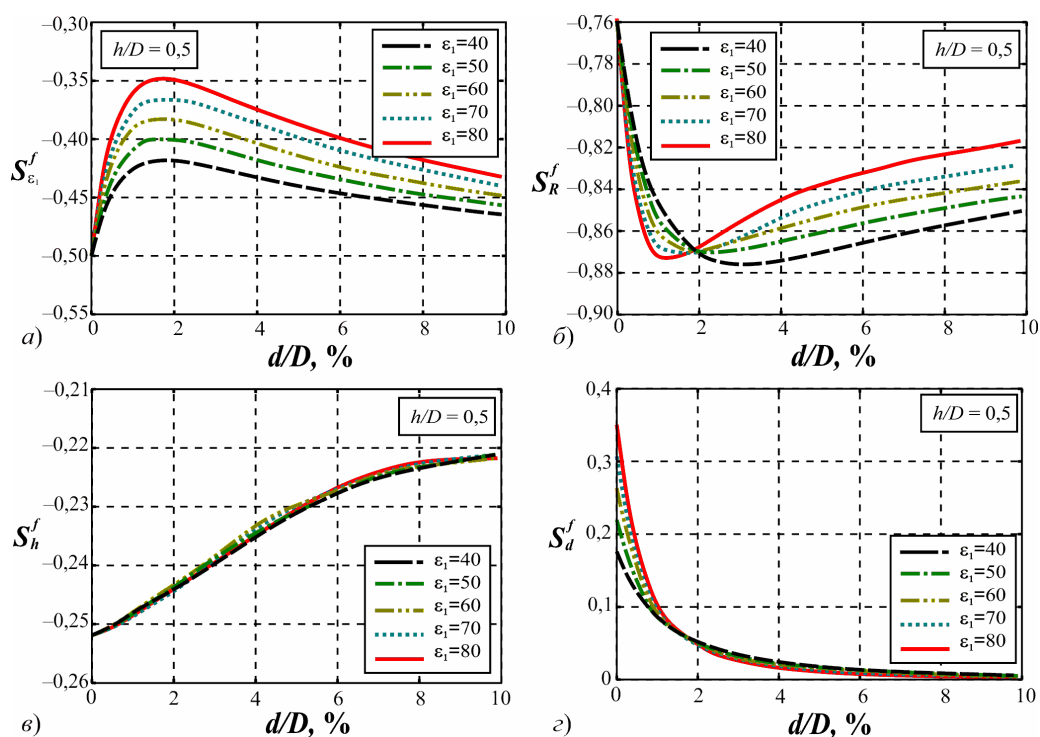 –0,30
–0,35
–0,40
–0,45
–0,50
–0,55
S_ε₁^f
h/D = 0,5
ε₁=40
ε₁=50
ε₁=60
ε₁=70
ε₁=80
0 2 4 6 8 10
а)
d/D, %
–0,76
–0,78
–0,80
–0,82
–0,84
–0,86
–0,88
–0,90
S_R^f
ε₁=40
ε₁=50
ε₁=60
ε₁=70
ε₁=80
h/D = 0,5
0 2 4 6 8 10
б)
d/D, %
–0,21
–0,22
–0,23
–0,24
–0,25
–0,26
S_h^f
h/D = 0,5
ε₁=40
ε₁=50
ε₁=60
ε₁=70
ε₁=80
0 2 4 6 8 10
в)
d/D, %
0,4
0,3
0,2
0,1
0
S_d^f
h/D = 0,5
ε₁=40
ε₁=50
ε₁=60
ε₁=70
ε₁=80
0 2 4 6 8 10
г)
d/D, %